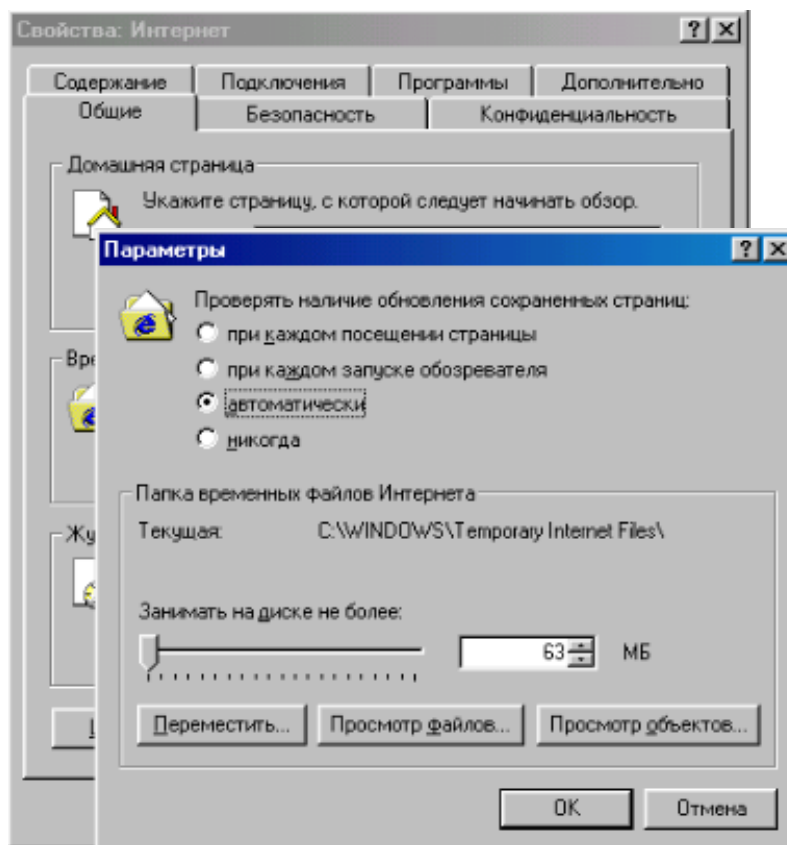 Свойства: Интернет
Содержание Подключения Программы Дополнительно
Общие Безопасность Конфиденциальность
Домашняя страница
Укажите страницу, с которой следует начинать обзор.
Параметры
Проверять наличие обновления сохраненных страниц:
при каждом посещении страницы
при каждом запуске обозревателя
автоматически
никогда
Папка временных файлов Интернета
Текущая: C:\WINDOWS\Temporary Internet Files\
Занимать на диске не более:
63 МБ
Переместить... Просмотр файлов... Просмотр объектов...
OK Отмена